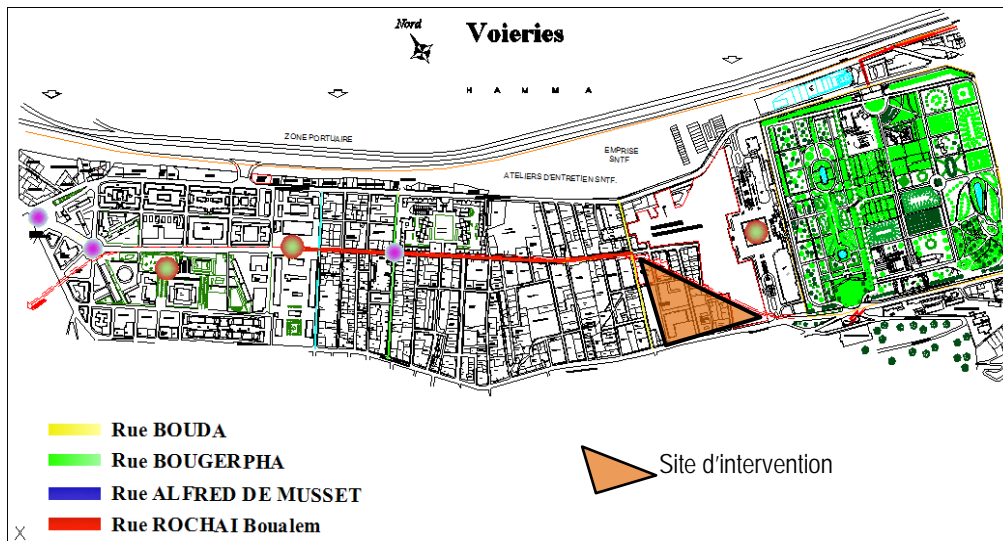 Nord
Voieries
H A M M A
ZONE PORTUAIRE
EMPRISE
SNTF
ATELIERS D'ENTRETIEN SNTF.
Rue BOUDA
Rue BOUGERPHA
Rue ALFRED DE MUSSET
Rue ROCHAI Boualem
Site d'intervention
X